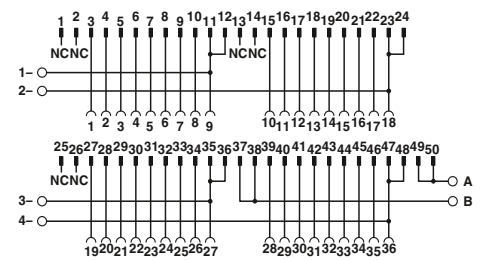 1 2 3 4 5 6 7 8 9 10 11 12 13 14 15 16 17 18 19 20 21 22 23 24
NC NC NC NC
1–
2–
1 2 3 4 5 6 7 8 9 10 11 12 13 14 15 16 17 18
25 26 27 28 29 30 31 32 33 34 35 36 37 38 39 40 41 42 43 44 45 46 47 48 49 50
NC NC
A
3– B
4–
19 20 21 22 23 24 25 26 27 28 29 30 31 32 33 34 35 36